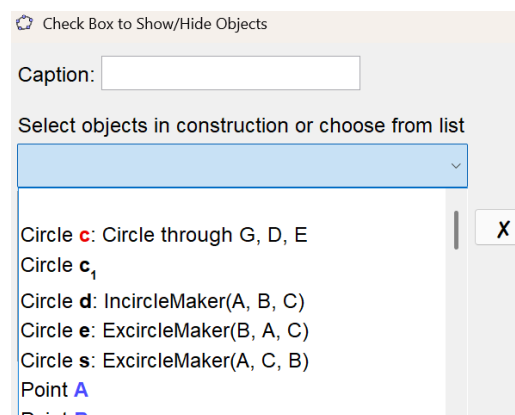 Check Box to Show/Hide Objects
Caption:
Select objects in construction or choose from list
Circle c: Circle through G, D, E
X
Circle c₁
Circle d: IncircleMaker(A, B, C)
Circle e: ExcircleMaker(B, A, C)
Circle s: ExcircleMaker(A, C, B)
Point A